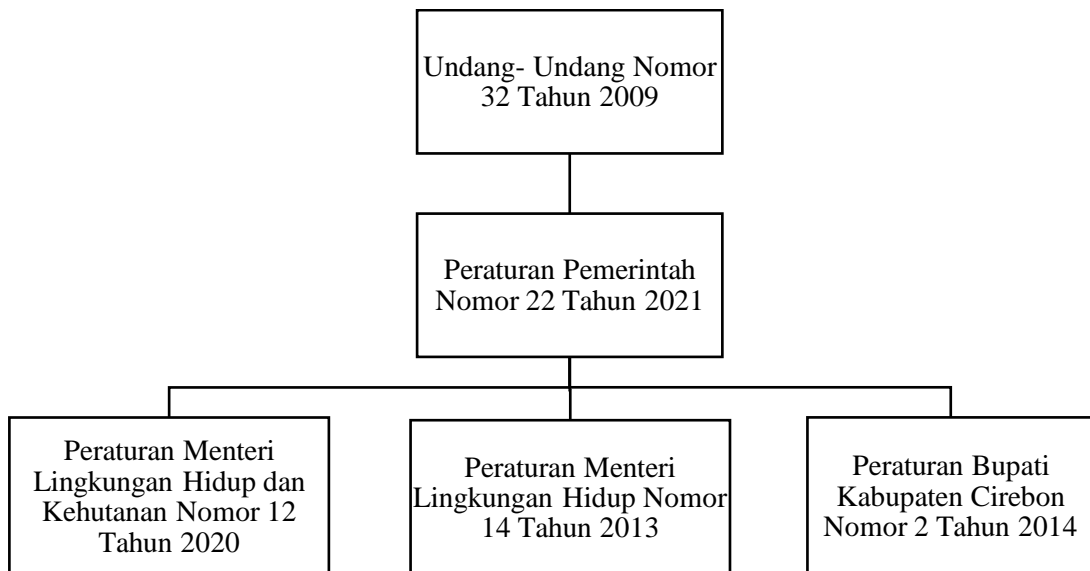 Undang- Undang Nomor
32 Tahun 2009
Peraturan Pemerintah
Nomor 22 Tahun 2021
Peraturan Menteri
Lingkungan Hidup dan
Kehutanan Nomor 12
Tahun 2020
Peraturan Menteri
Lingkungan Hidup Nomor
14 Tahun 2013
Peraturan Bupati
Kabupaten Cirebon
Nomor 2 Tahun 2014